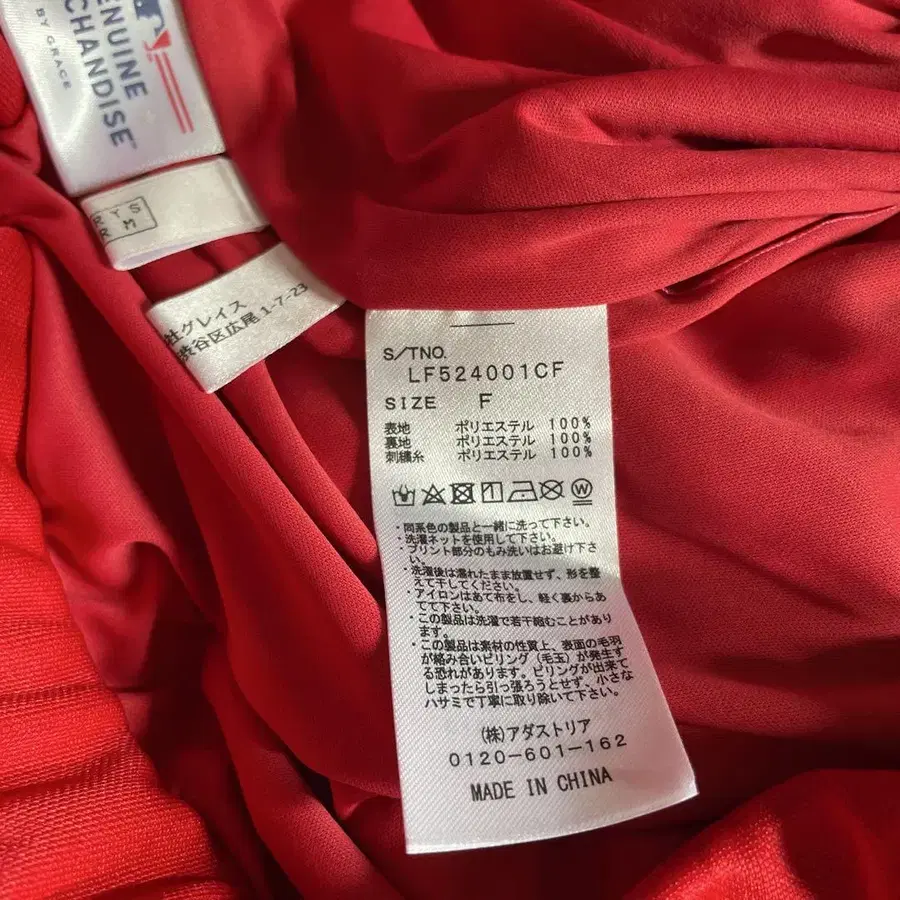 ENUINE
CHANDISE
BY GRACE
R Y S
R M
社グレイス
渋谷区広尾 1-7-23
S/TNO.
LF524001CF
SIZE F
表地 ポリエステル 100%
裏地 ポリエステル 100%
刺繍糸 ポリエステル 100%
W
・同系色の製品と一緒に洗って下さい。
・洗濯ネットを使用して下さい。
・プリント部分のもみ洗いはお避け下さ
い。
・洗濯後は濡れたまま放置せず、形を整
えて干してください。
・アイロンはあて布をし、軽く裏からあ
てて下さい。
・この製品は洗濯で若干縮むことがあり
ます。
・この製品は素材の性質上、表面の毛羽
が絡み合いピリング（毛玉）が発生す
る恐れがあります。ピリングが出来て
しまったら引っ張ろうとせず、小さな
ハサミで丁寧に取り除いて下さい。
(株)アダストリア
0120-601-162
MADE IN CHINA